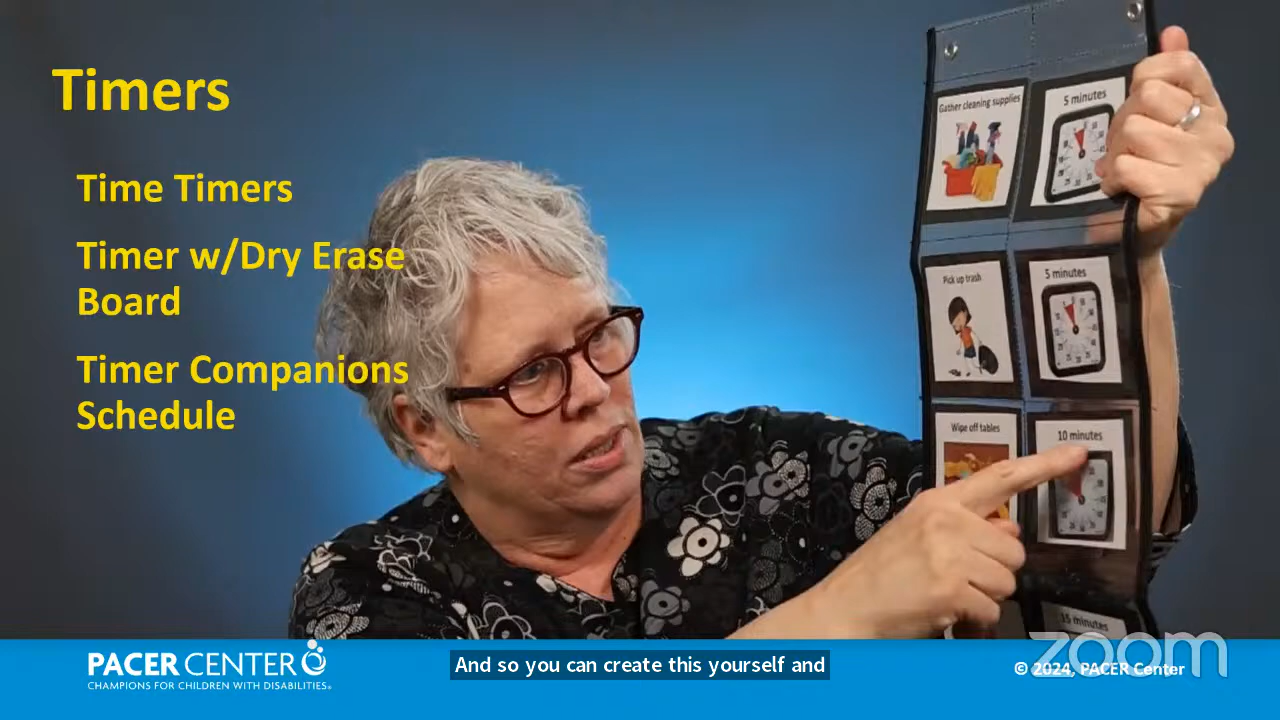 Timers
Time Timers
Timer w/Dry Erase
Board
Timer Companions
Schedule
Gather cleaning supplies
5 minutes
Pick up trash
5 minutes
Wipe off tables
10 minutes
15 minutes
PACER CENTER
CHAMPIONS FOR CHILDREN WITH DISABILITIES.
And so you can create this yourself and
© 2024, PACER Center
zoom